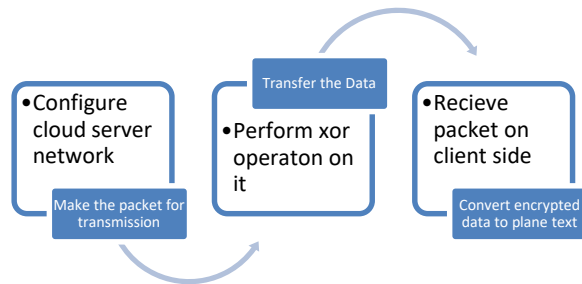 •Configure
cloud server
network
Make the packet for
transmission
Transfer the Data
•Perform xor
operaton on
it
•Recieve
packet on
client side
Convert encrypted
data to plane text